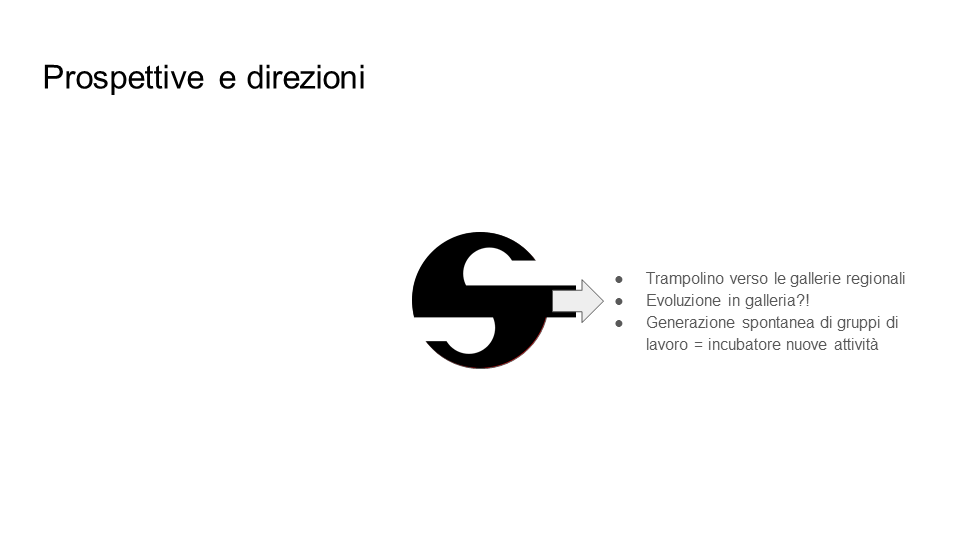 Prospettive e direzioni
● Trampolino verso le gallerie regionali
● Evoluzione in galleria?!
● Generazione spontanea di gruppi di
lavoro = incubatore nuove attività